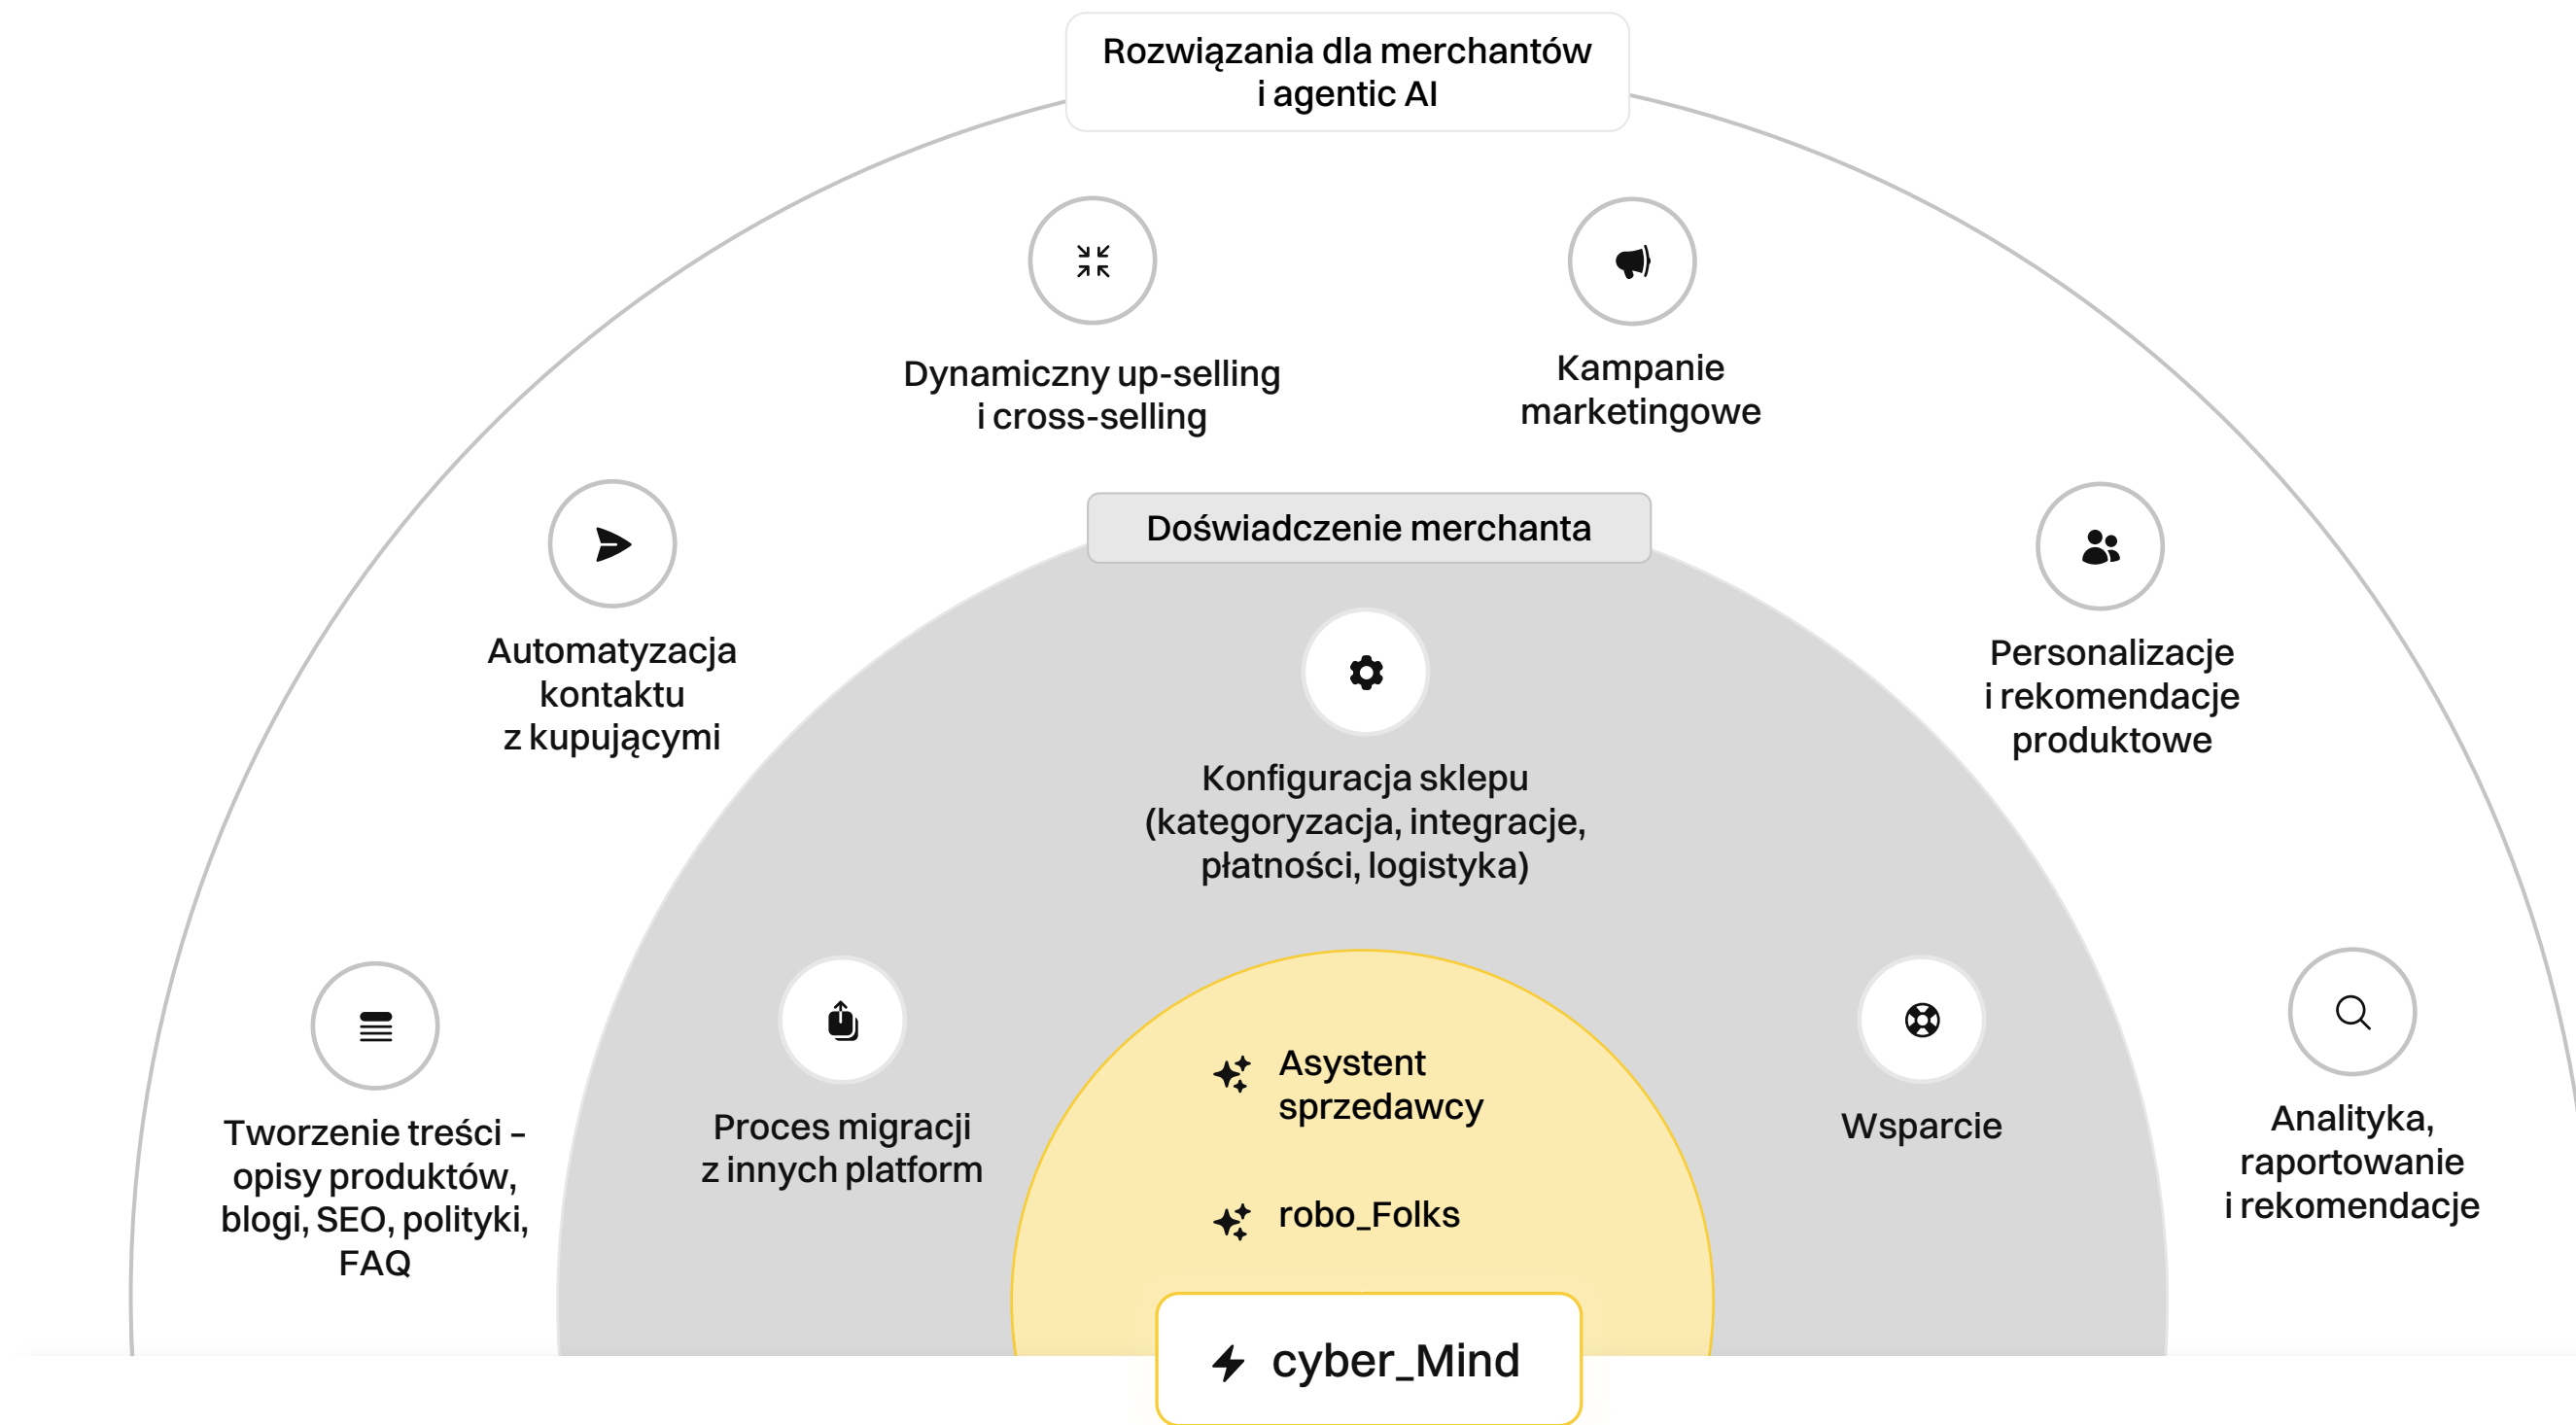 Rozwiązania dla merchantów
i agentic AI
Dynamiczny up-selling
i cross-selling
Kampanie
marketingowe
Automatyzacja
kontaktu
z kupującymi
Personalizacje
i rekomendacje
produktowe
Tworzenie treści –
opisy produktów,
blogi, SEO, polityki,
FAQ
Analityka,
raportowanie
i rekomendacje
Doświadczenie merchanta
Konfiguracja sklepu
(kategoryzacja, integracje,
płatności, logistyka)
Proces migracji
z innych platform
Wsparcie
Asystent
sprzedawcy
robo_Folks
cyber_Mind